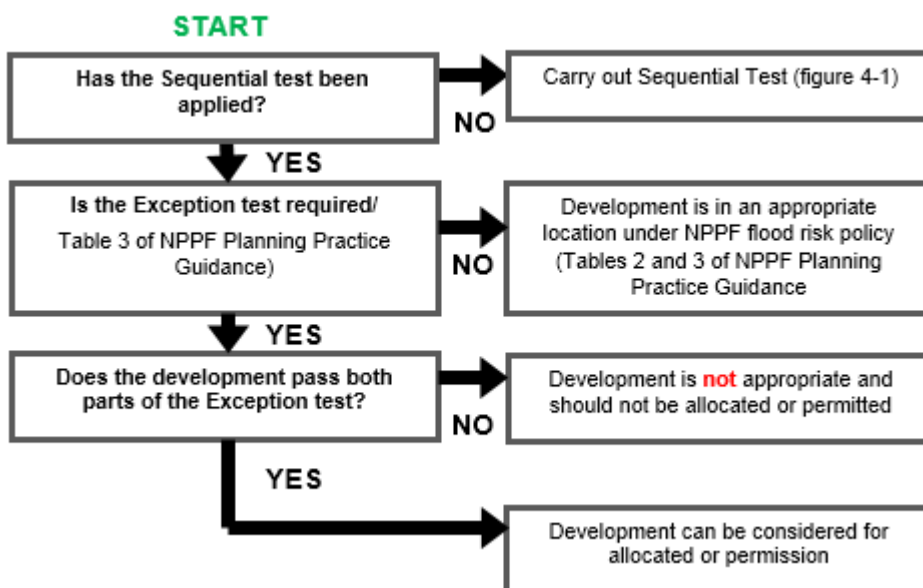 START
Has the Sequential test been
applied?
NO
Carry out Sequential Test (figure 4-1)
YES
Is the Exception test required/
Table 3 of NPPF Planning Practice
Guidance)
NO
Development is in an appropriate
location under NPPF flood risk policy
(Tables 2 and 3 of NPPF Planning
Practice Guidance
YES
Does the development pass both
parts of the Exception test?
NO
Development is not appropriate and
should not be allocated or permitted
YES
Development can be considered for
allocated or permission